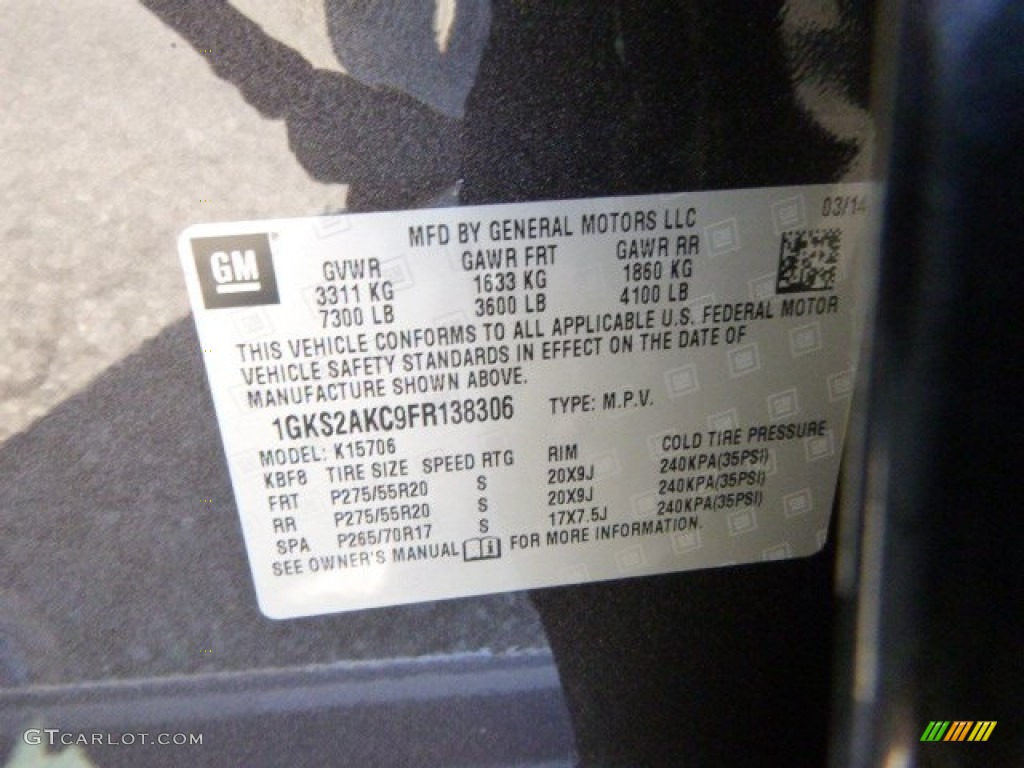 MFD BY GENERAL MOTORS LLC 03/14
GM
GVWR GAWR FRT GAWR RR
3311 KG 1633 KG 1860 KG
7300 LB 3600 LB 4100 LB
THIS VEHICLE CONFORMS TO ALL APPLICABLE U.S. FEDERAL MOTOR
VEHICLE SAFETY STANDARDS IN EFFECT ON THE DATE OF
MANUFACTURE SHOWN ABOVE.
1GKS2AKC9FR138306 TYPE: M.P.V.
MODEL: K15706
KBF8 TIRE SIZE SPEED RTG RIM COLD TIRE PRESSURE
FRT P275/55R20 S 20X9J 240KPA(35PSI)
RR P275/55R20 S 20X9J 240KPA(35PSI)
SPA P265/70R17 S 17X7.5J 240KPA(35PSI)
SEE OWNER'S MANUAL FOR MORE INFORMATION.
GTCARLOT.COM